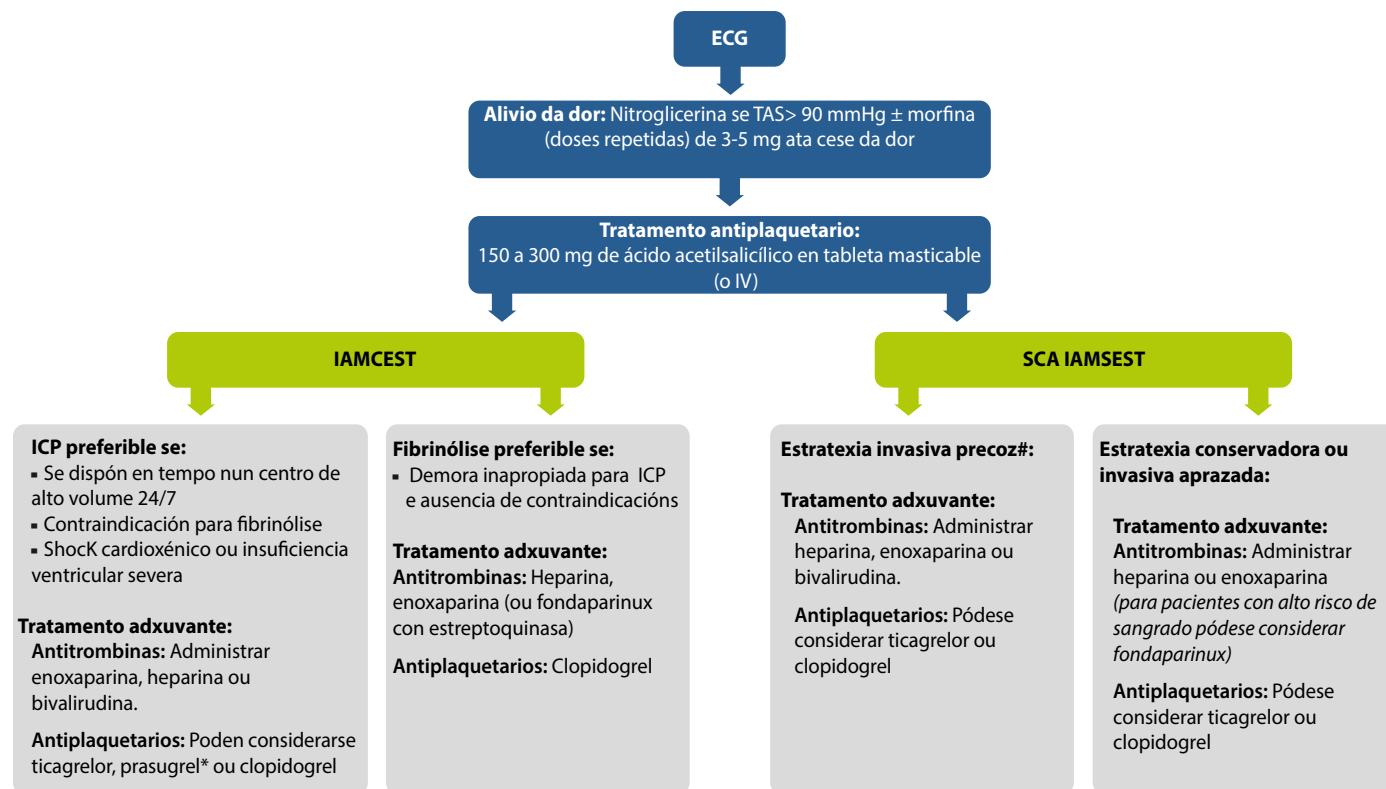 ECG
Alivio da dor: Nitroglicerina se TAS> 90 mmHg ± morfina
(doses repetidas) de 3-5 mg ata cese da dor
Tratamento antiplaquetario:
150 a 300 mg de ácido acetilsalicílico en tableta masticable
(o IV)
IAMCEST
SCA IAMSEST
ICP preferible se:
▪ Se dispón en tempo nun centro de
alto volume 24/7
▪ Contraindicación para fibrinólise
▪ ShocK cardioxénico ou insuficiencia
ventricular severa
Tratamento adxuvante:
Antitrombinas: Administrar
enoxaparina, heparina ou
bivalirudina.
Antiplaquetarios: Poden considerarse
ticagrelor, prasugrel* ou clopidogrel
Fibrinólise preferible se:
▪ Demora inapropiada para ICP
e ausencia de contraindicacións
Tratamento adxuvante:
Antitrombinas: Heparina,
enoxaparina (ou fondaparinux
con estreptoquinasa)
Antiplaquetarios: Clopidogrel
Estratexia invasiva precoz#:
Tratamento adxuvante:
Antitrombinas: Administrar
heparina, enoxaparina ou
bivalirudina.
Antiplaquetarios: Pódese
considerar ticagrelor ou
clopidogrel
Estratexia conservadora ou
invasiva aprazada:
Tratamento adxuvante:
Antitrombinas: Administrar
heparina ou enoxaparina
(para pacientes con alto risco de
sangrado pódese considerar
fondaparinux)
Antiplaquetarios: Pódese
considerar ticagrelor ou
clopidogrel